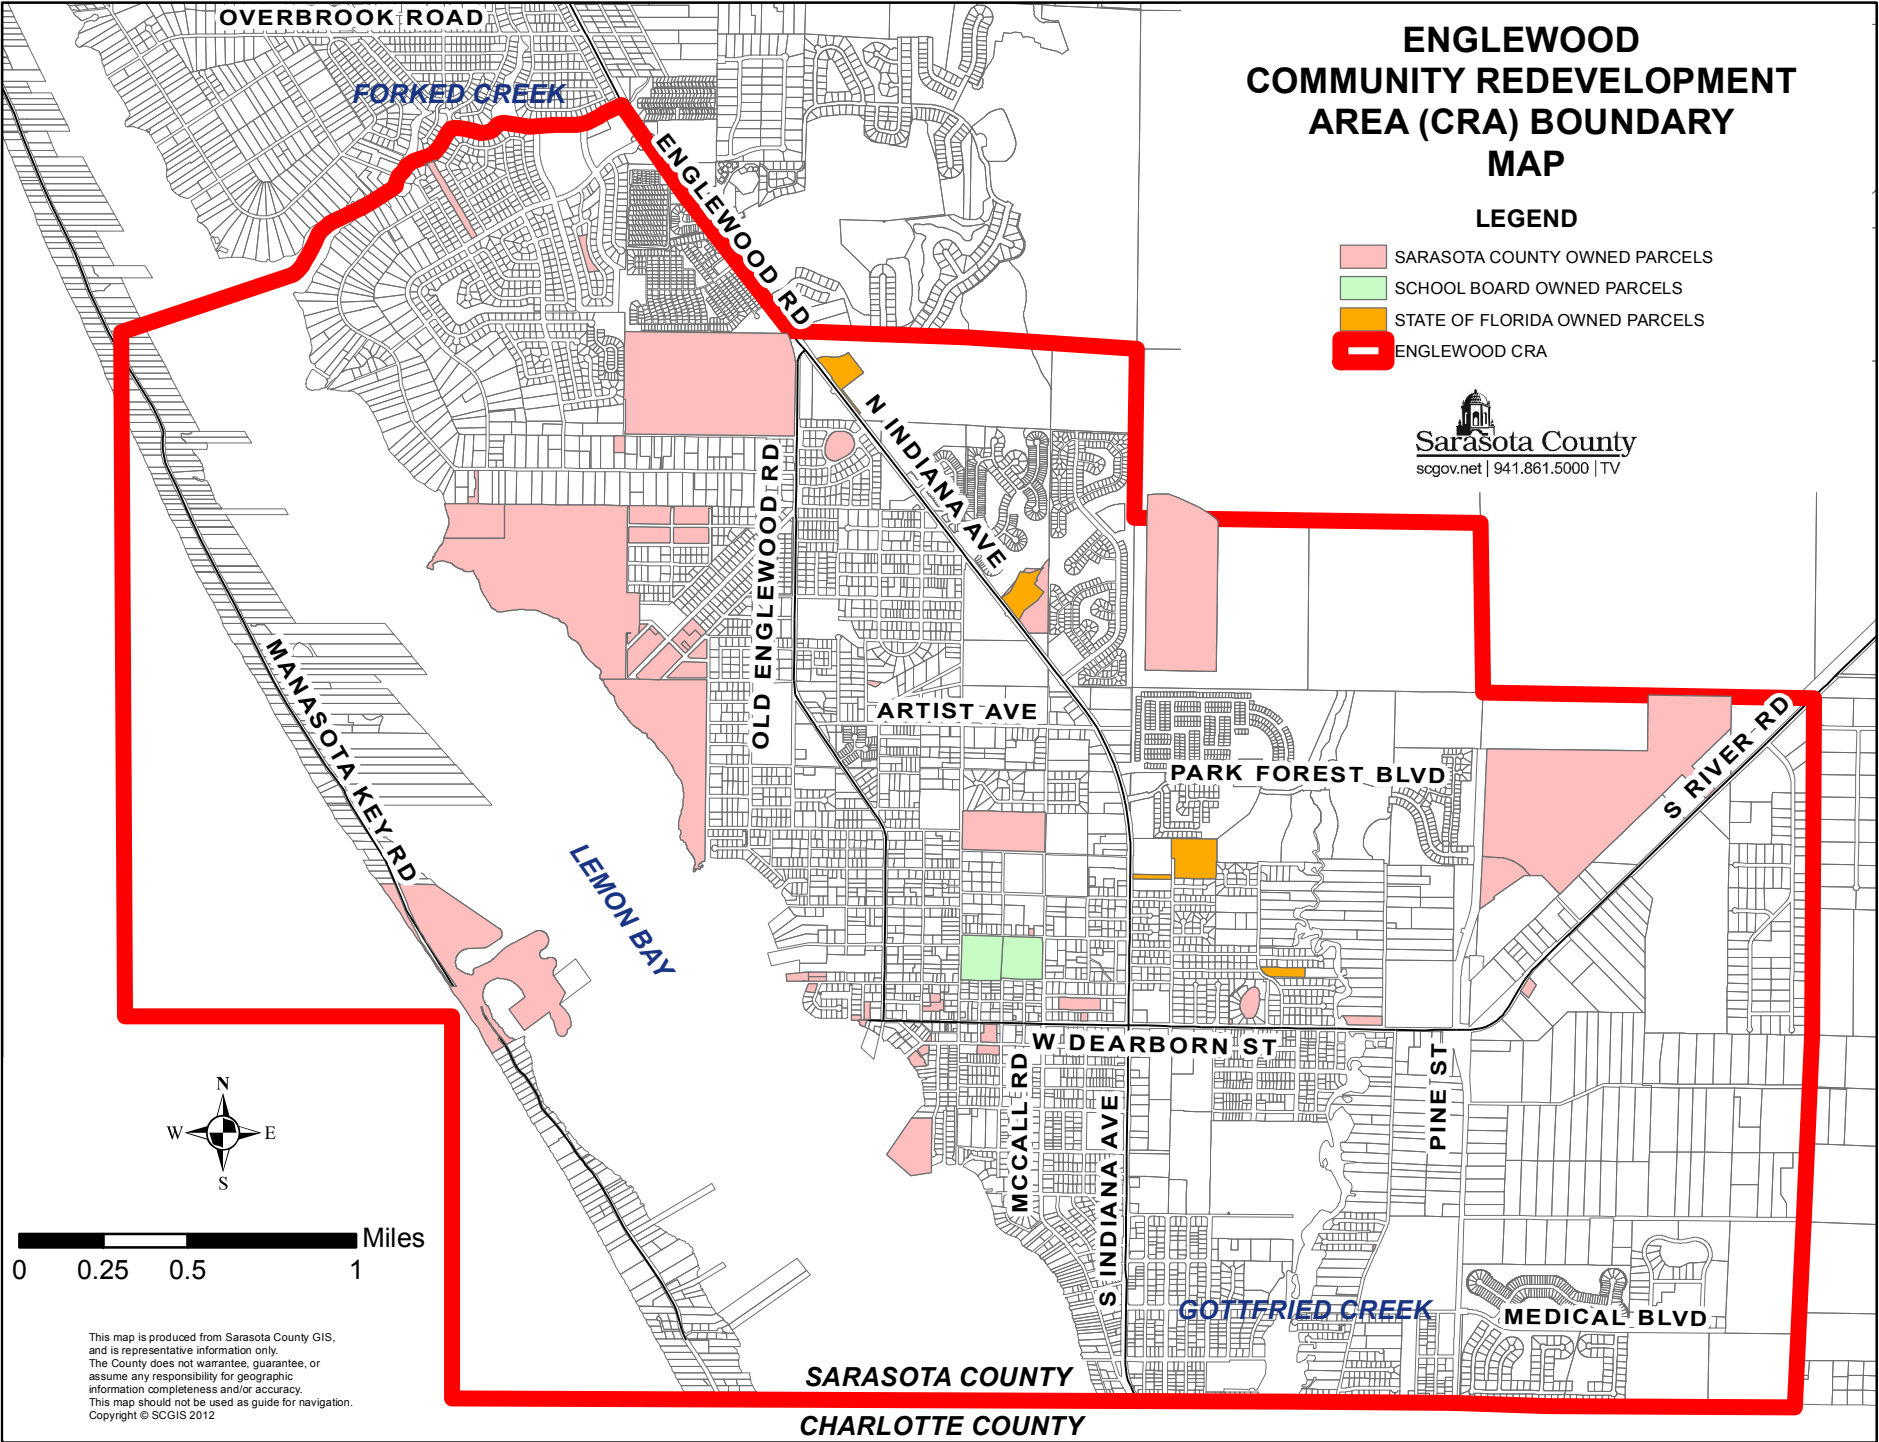 OVERBROOK ROAD
ENGLEWOOD
COMMUNITY REDEVELOPMENT
AREA (CRA) BOUNDARY
MAP
LEGEND
SARASOTA COUNTY OWNED PARCELS
SCHOOL BOARD OWNED PARCELS
STATE OF FLORIDA OWNED PARCELS
ENGLEWOOD CRA
Sarasota County
scgov.net | 941.861.5000 | TV
FORKED CREEK
ENGLEWOOD RD
N INDIANA AVE
OLD ENGLEWOOD RD
MANASOTA KEY RD
ARTIST AVE
PARK FOREST BLVD
S RIVER RD
LEMON BAY
W DEARBORN ST
MCCALL RD
S INDIANA AVE
PINE ST
GOTTFRIED CREEK
MEDICAL BLVD
N
W
E
S
Miles
0 0.25 0.5 1
This map is produced from Sarasota County GIS,
and is representative information only.
The County does not warrantee, guarantee, or
assume any responsibility for geographic
information completeness and/or accuracy.
This map should not be used as guide for navigation.
Copyright © SCGIS 2012
SARASOTA COUNTY
CHARLOTTE COUNTY